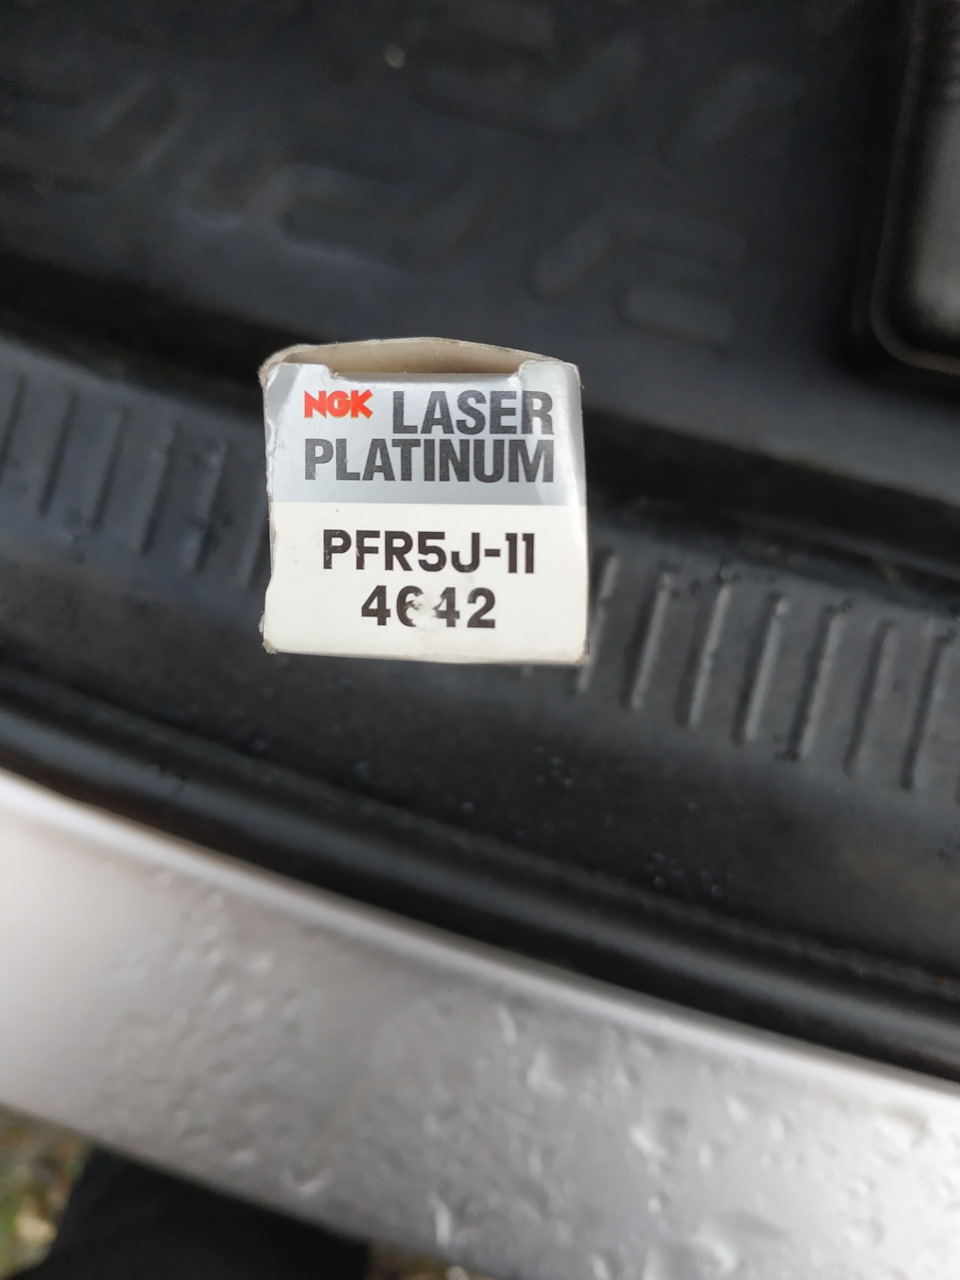 NGK LASER
PLATINUM
PFR5J-11
4642